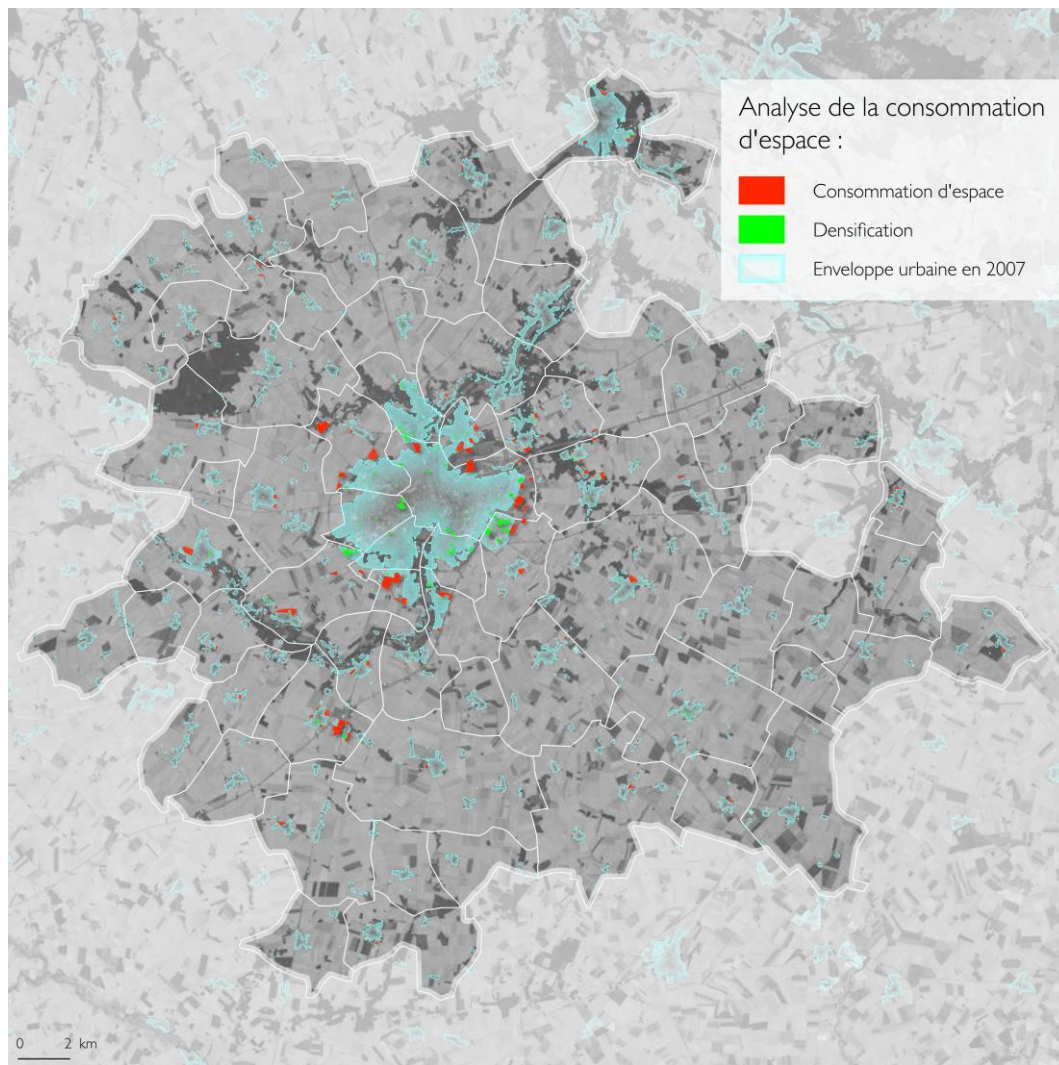 Analyse de la consommation
d'espace :
Consommation d'espace
Densification
Enveloppe urbaine en 2007
0 2 km